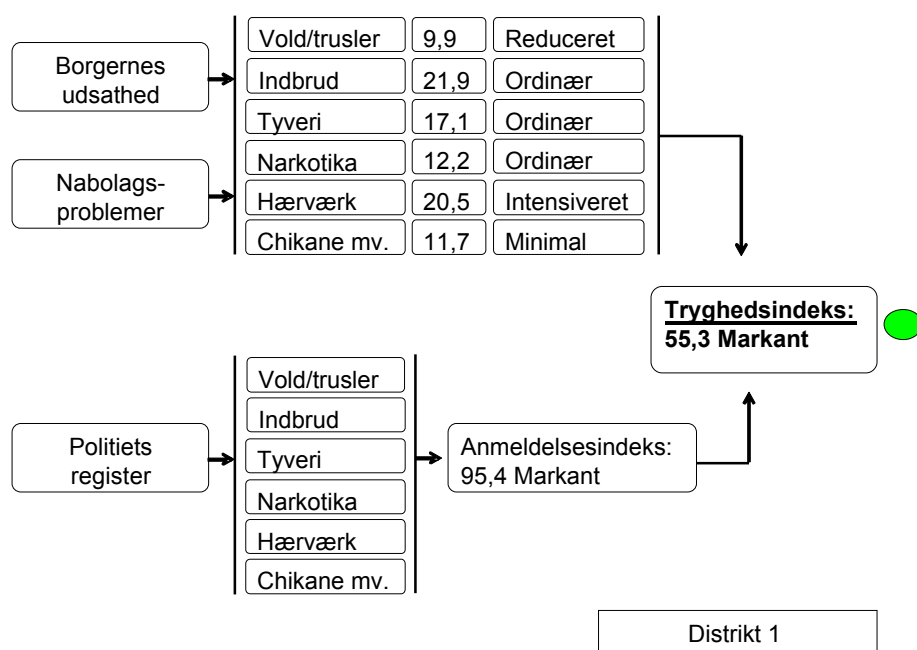 Borgernes
udsathed
Nabolags-
problemer
Vold/trusler 9,9 Reduceret
Indbrud 21,9 Ordinær
Tyveri 17,1 Ordinær
Narkotika 12,2 Ordinær
Hærværk 20,5 Intensiveret
Chikane mv. 11,7 Minimal
Tryghedsindeks:
55,3 Markant
Politiets
register
Vold/trusler
Indbrud
Tyveri
Narkotika
Hærværk
Chikane mv.
Anmeldelsesindeks:
95,4 Markant
Distrikt 1